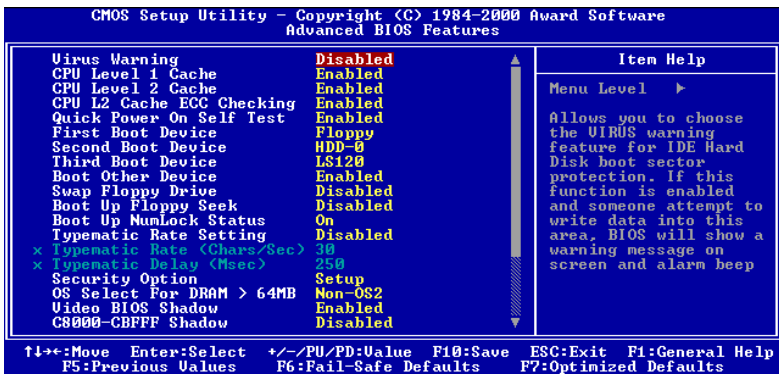 CMOS Setup Utility - Copyright (C) 1984-2000 Award Software
Advanced BIOS Features
Virus Warning Disabled
CPU Level 1 Cache Enabled
CPU Level 2 Cache Enabled
CPU L2 Cache ECC Checking Enabled
Quick Power On Self Test Enabled
First Boot Device Floppy
Second Boot Device HDD-0
Third Boot Device LS120
Boot Other Device Enabled
Swap Floppy Drive Disabled
Boot Up Floppy Seek Disabled
Boot Up NumLock Status On
Typematic Rate Setting Disabled
x Typematic Rate (Chars/Sec) 30
x Typematic Delay (Msec) 250
Security Option Setup
OS Select For DRAM > 64MB Non-OS2
Video BIOS Shadow Enabled
C8000-CBFFF Shadow Disabled
Item Help
Menu Level ▶
Allows you to choose
the VIRUS warning
feature for IDE Hard
Disk boot sector
protection. If this
function is enabled
and someone attempt to
write data into this
area, BIOS will show a
warning message on
screen and alarm beep
↑↓→←:Move Enter:Select +/-/PU/PD:Value F10:Save ESC:Exit F1:General Help
F5:Previous Values F6:Fail-Safe Defaults F7:Optimized Defaults